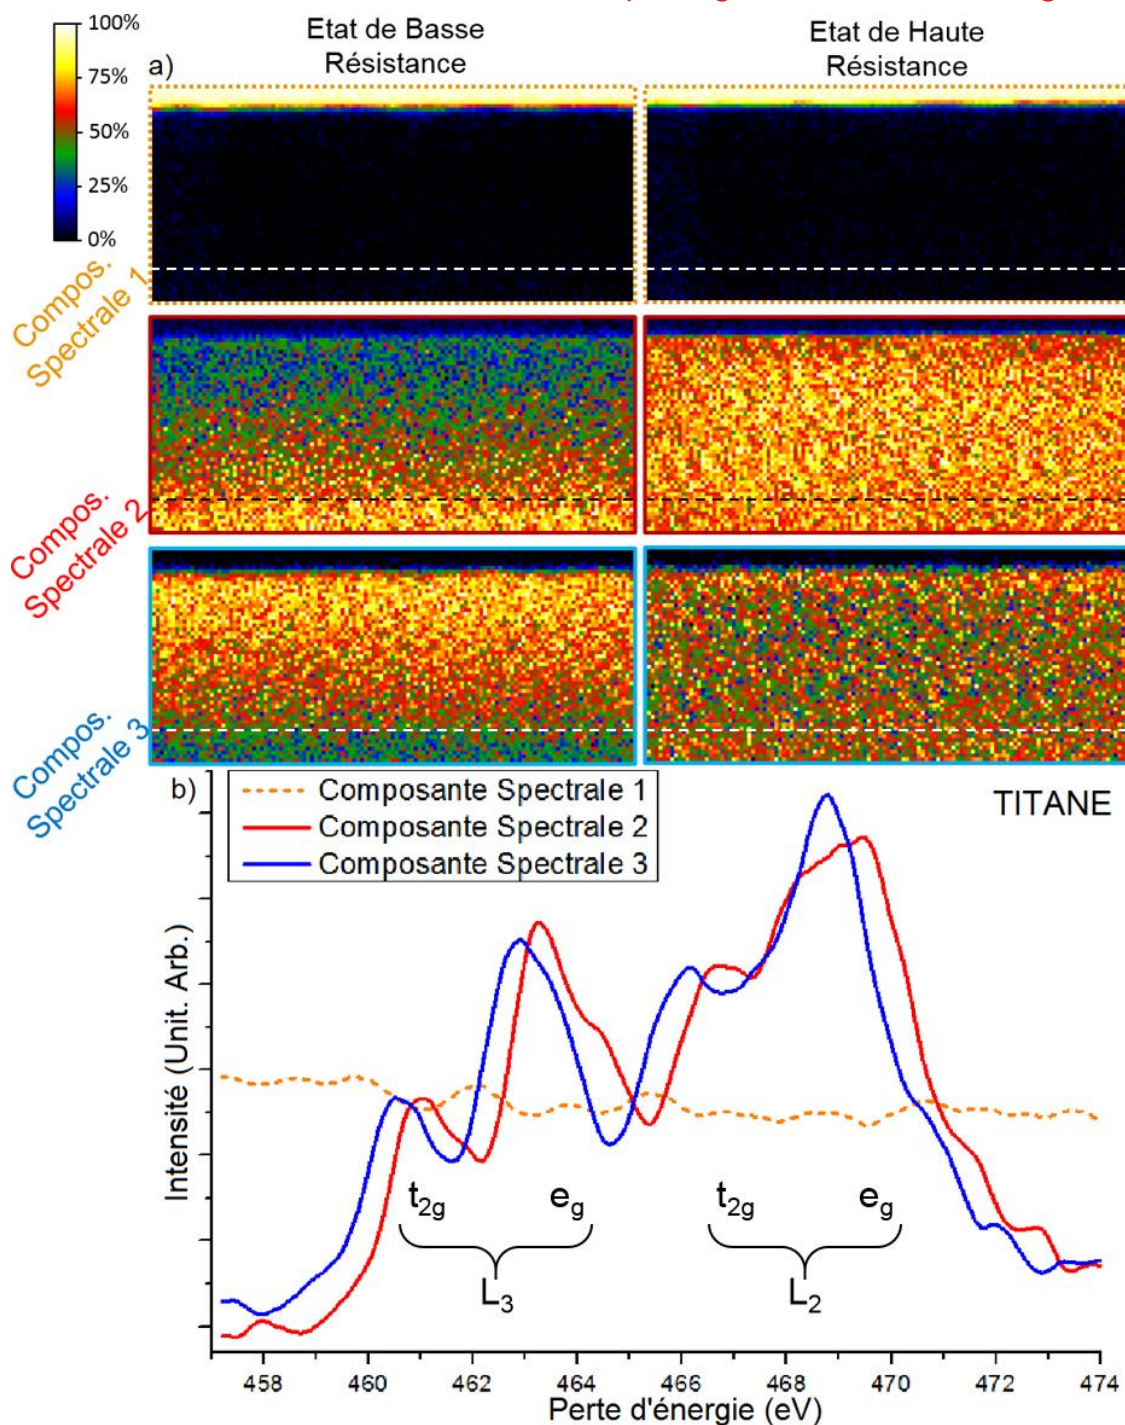 Etat de Basse
Résistance
Etat de Haute
Résistance
a)
100%
75%
50%
25%
0%
Compos.
Spectrale 1
Compos.
Spectrale 2
Compos.
Spectrale 3
b)
Composante Spectrale 1
Composante Spectrale 2
Composante Spectrale 3
TITANE
Intensité (Unit. Arb.)
t2g
eg
t2g
eg
L3
L2
458 460 462 464 466 468 470 472 474
Perte d'énergie (eV)